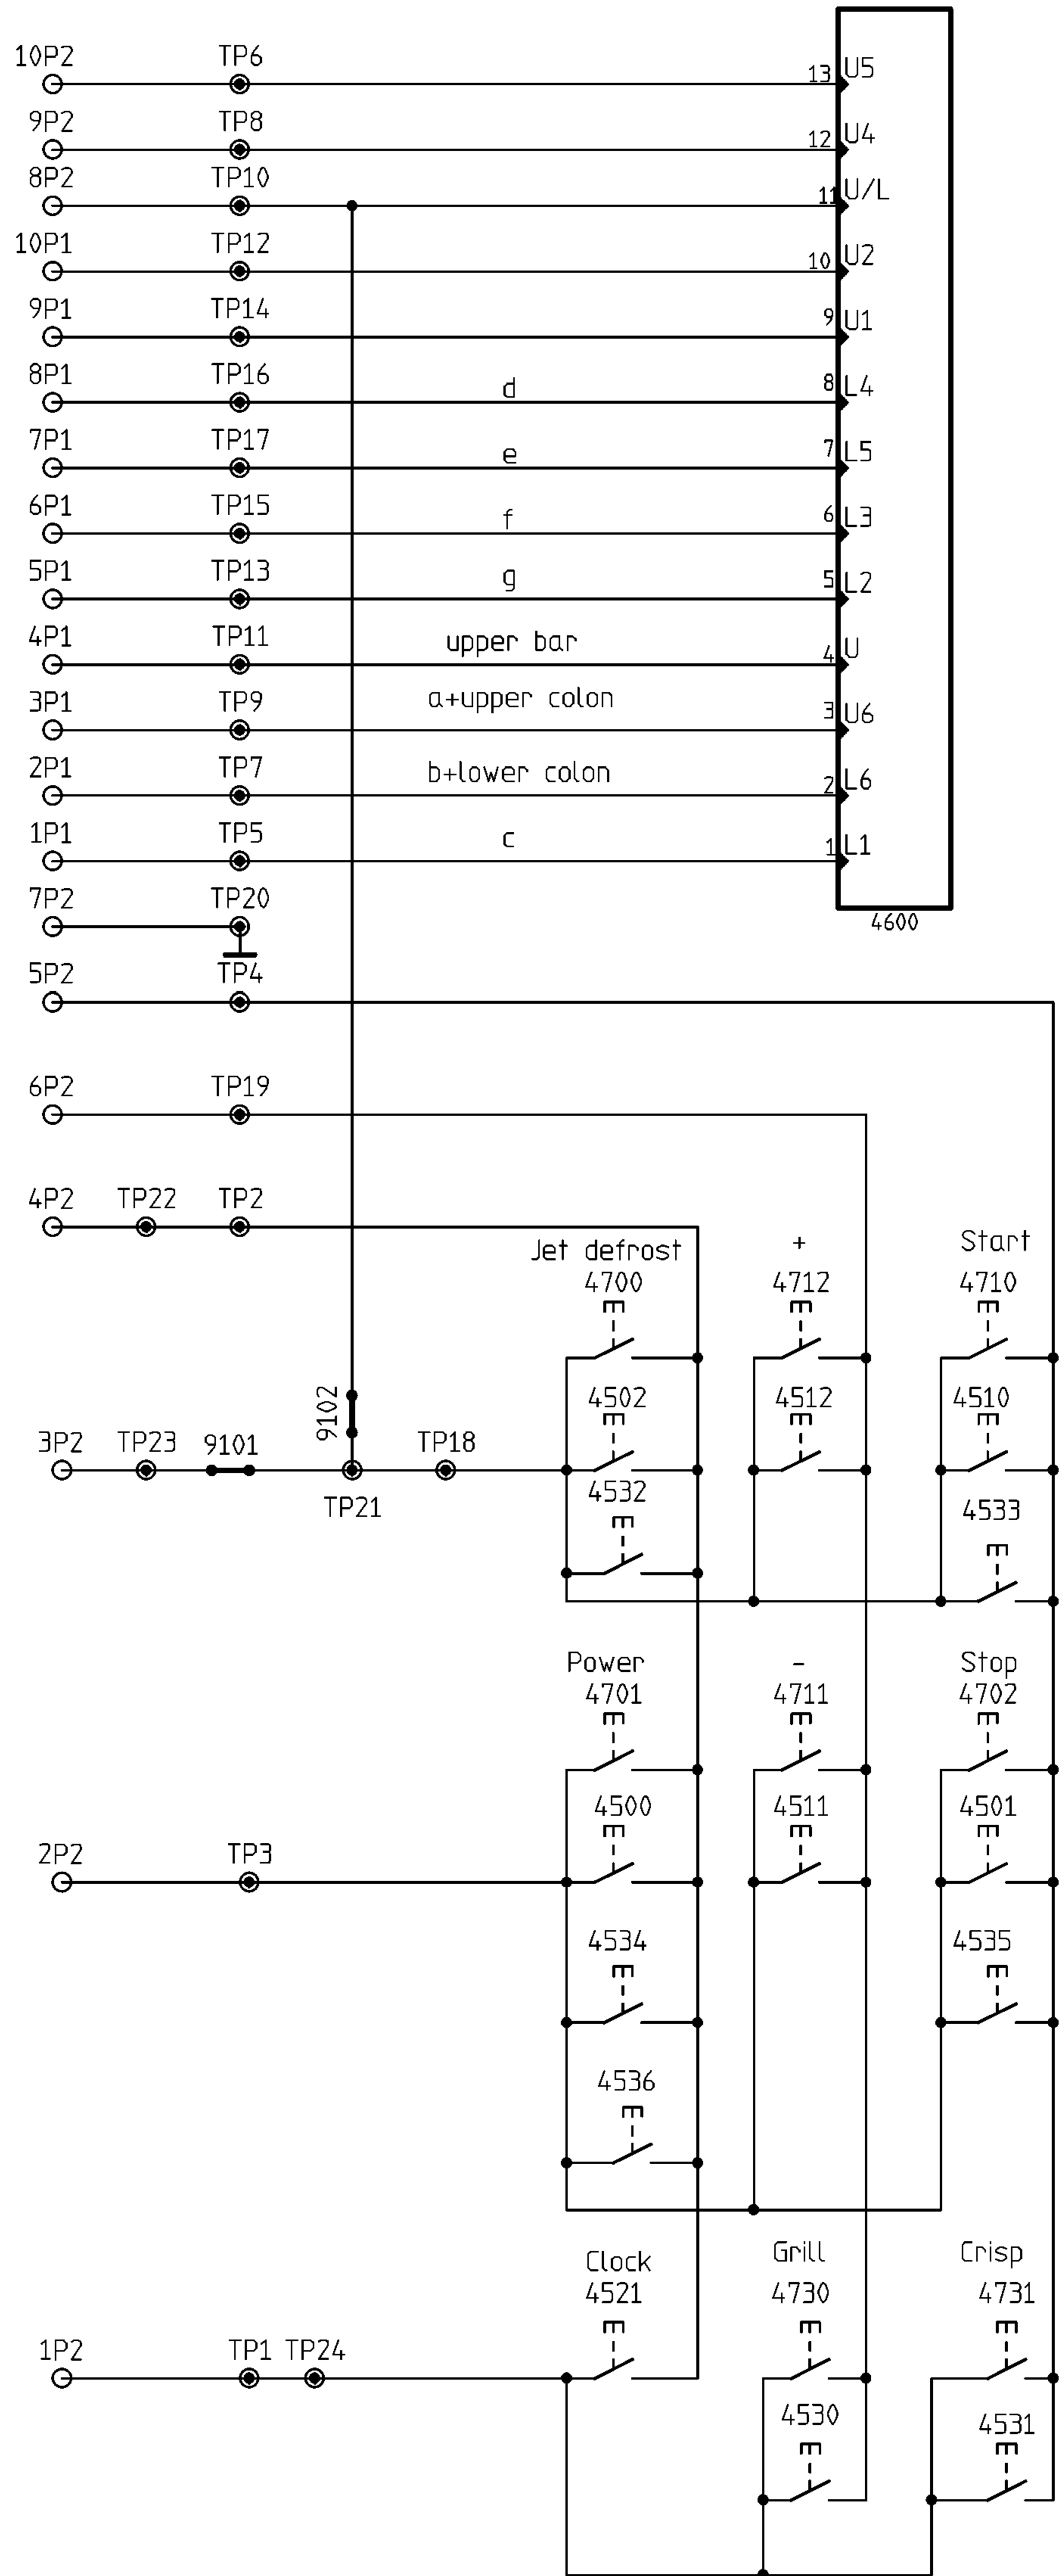 10P2 TP6 13 U5
9P2 TP8 12 U4
8P2 TP10 11 U/L
10P1 TP12 10 U2
9P1 TP14 9 U1
8P1 TP16 d 8 L4
7P1 TP17 e 7 L5
6P1 TP15 f 6 L3
5P1 TP13 g 5 L2
4P1 TP11 upper bar 4 U
3P1 TP9 a+upper colon 3 U6
2P1 TP7 b+lower colon 2 L6
1P1 TP5 c 1 L1
7P2 TP20 4600
5P2 TP4
6P2 TP19
4P2 TP22 TP2
Jet defrost + Start
4700 4712 4710
4502 4512 4510
3P2 TP23 9101 9102 TP18
4532 4533
TP21
Power - Stop
4701 4711 4702
4500 4511 4501
2P2 TP3
4534 4535
4536
Clock Grill Crisp
4521 4730 4731
1P2 TP1 TP24
4530 4531